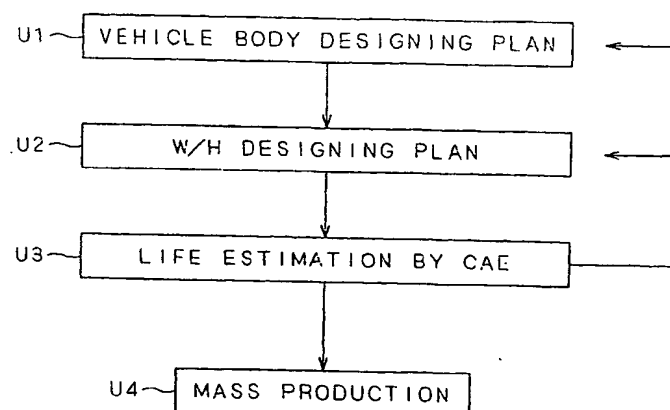 U1 VEHICLE BODY DESIGNING PLAN
U2 W/H DESIGNING PLAN
U3 LIFE ESTIMATION BY CAE
U4 MASS PRODUCTION